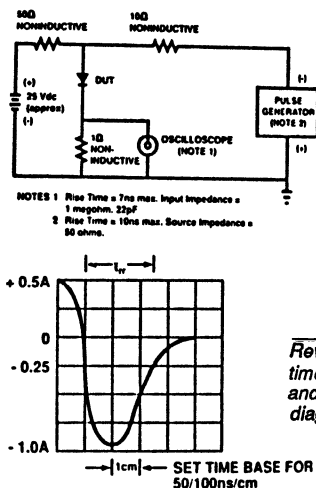 50Ω
NONINDUCTIVE
10Ω
NONINDUCTIVE
(+)
25 Vdc
(approx)
(-)
DUT
1Ω
NON-
INDUCTIVE
OSCILLOSCOPE
(NOTE 1)
(-)
PULSE
GENERATOR
(NOTE 2)
(+)
NOTES 1 Rise Time = 7ns max. Input Impedance =
1 megohm. 22pF
2 Rise Time = 10ns max. Source Impedance =
50 ohms.
trr
+ 0.5A
0
- 0.25
- 1.0A
1cm
SET TIME BASE FOR
50/100ns/cm
Rev
time
and
diag